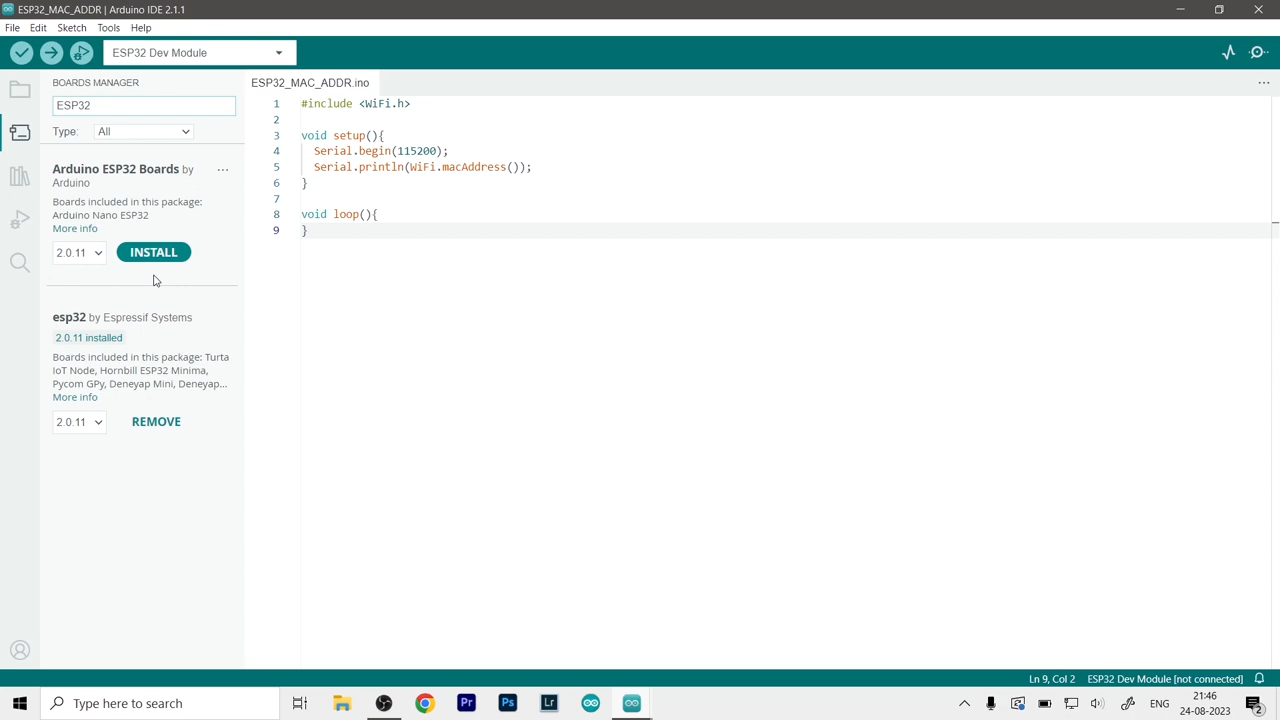 ESP32_MAC_ADDR | Arduino IDE 2.1.1
File Edit Sketch Tools Help
ESP32 Dev Module
BOARDS MANAGER
ESP32
Type: All
Arduino ESP32 Boards by
Arduino
Boards included in this package:
Arduino Nano ESP32
More info
2.0.11 INSTALL
esp32 by Espressif Systems
2.0.11 installed
Boards included in this package: Turta
IoT Node, Hornbill ESP32 Minima,
Pycom GPy, Deneyap Mini, Deneyap...
More info
2.0.11 REMOVE
ESP32_MAC_ADDR.ino
1 #include <WiFi.h>
2
3 void setup(){
4 Serial.begin(115200);
5 Serial.println(WiFi.macAddress());
6 }
7
8 void loop(){
9 }
Ln 9, Col 2 ESP32 Dev Module [not connected]
Type here to search
Pr Ps Lr
ENG
21:46
24-08-2023
2